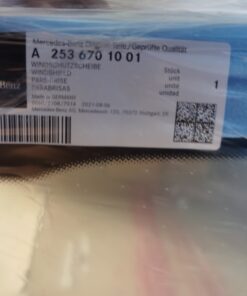 Mercedes-Benz Original-Teile/Geprüfte Qualität
A 253 670 10 01
WINDSCHUTZSCHEIBE
WINDSHIELD
PARE-BRISE
PARABRISAS
Stück
unit
unité
unidad
1
Made in GERMANY
Mercedes-Benz AG, Mercedesstr. 120, 70372 Stuttgart, DE
Benz